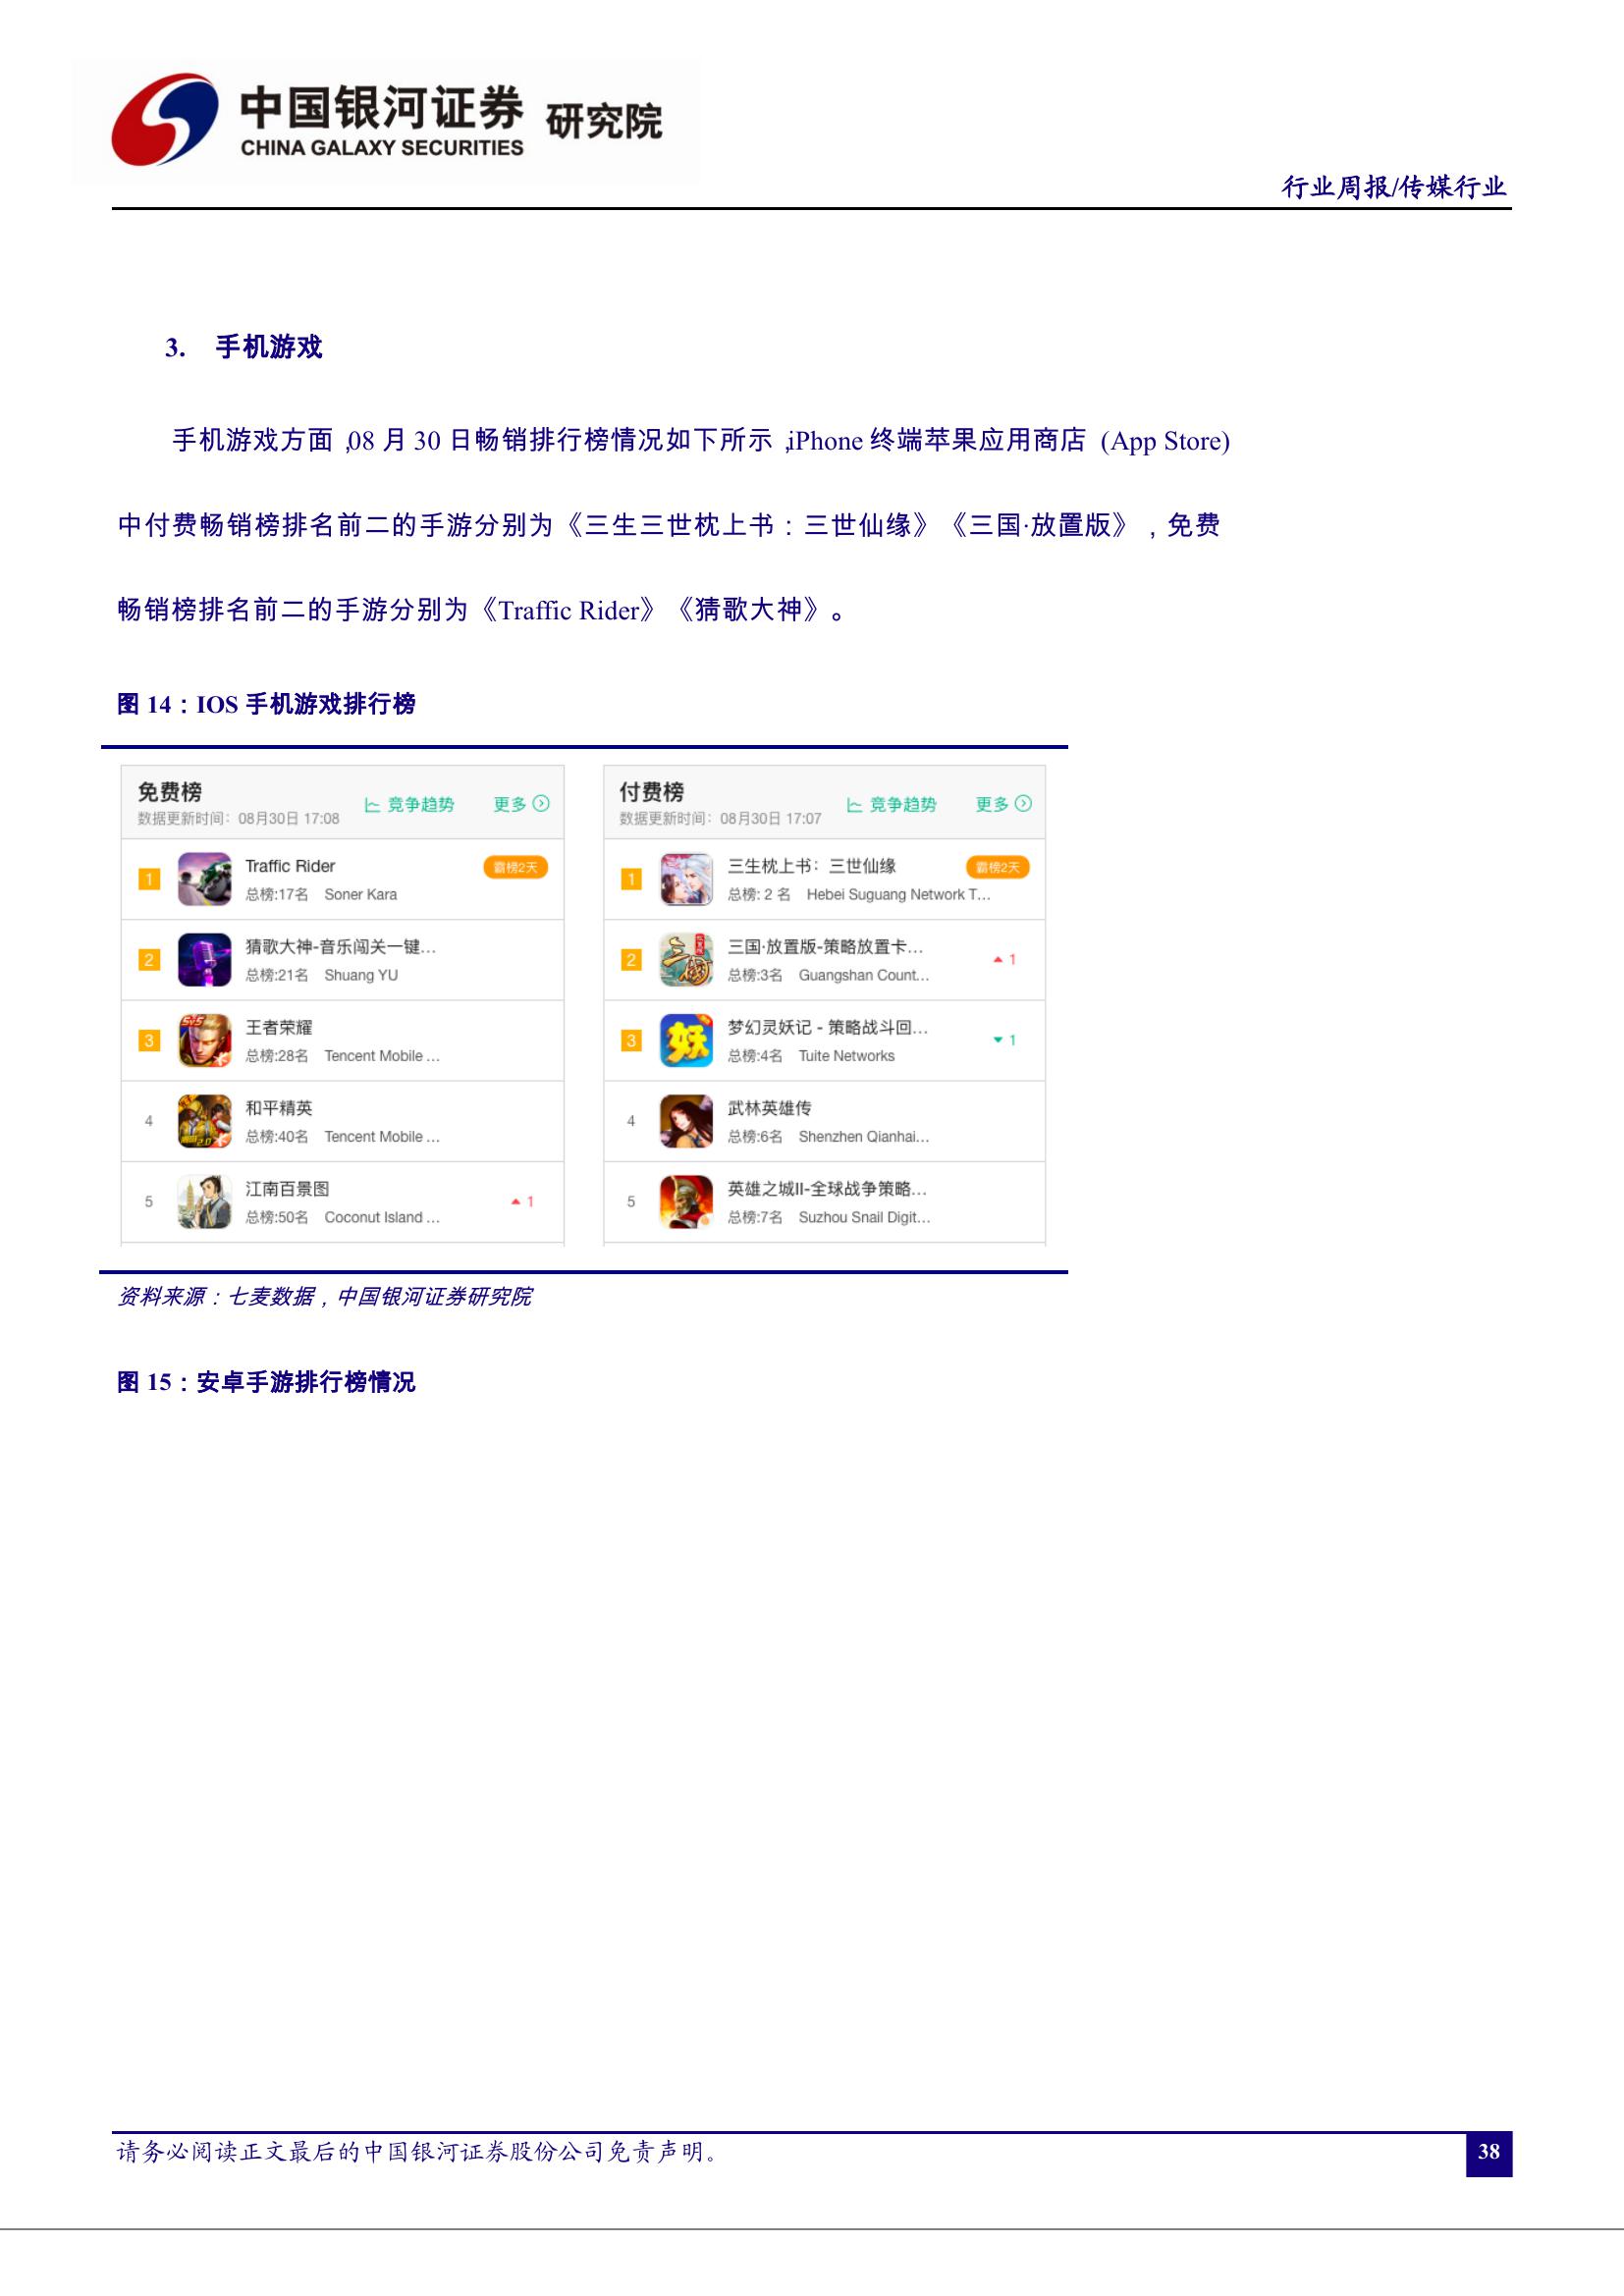 中国银河证券 研究院
CHINA GALAXY SECURITIES
行业周报/传媒行业
3. 手机游戏
手机游戏方面，08 月 30 日畅销排行榜情况如下所示，iPhone 终端苹果应用商店 (App Store)
中付费畅销榜排名前二的手游分别为《三生三世枕上书：三世仙缘》《三国·放置版》，免费
畅销榜排名前二的手游分别为《Traffic Rider》《猜歌大神》。
图 14：IOS 手机游戏排行榜
免费榜
数据更新时间：08月30日 17:08
竞争趋势 更多
1 Traffic Rider 霸榜2天
总榜:17名 Soner Kara
2 猜歌大神-音乐闯关一键...
总榜:21名 Shuang YU
3 王者荣耀
总榜:28名 Tencent Mobile ...
4 和平精英
总榜:40名 Tencent Mobile ...
5 江南百景图 1
总榜:50名 Coconut Island ...
付费榜
数据更新时间：08月30日 17:07
竞争趋势 更多
1 三生枕上书：三世仙缘 霸榜2天
总榜: 2 名 Hebei Suguang Network T...
2 三国·放置版-策略放置卡... 1
总榜:3名 Guangshan Count...
3 梦幻灵妖记 - 策略战斗回... 1
总榜:4名 Tuite Networks
4 武林英雄传
总榜:6名 Shenzhen Qianhai...
5 英雄之城II-全球战争策略...
总榜:7名 Suzhou Snail Digit...
资料来源：七麦数据，中国银河证券研究院
图 15：安卓手游排行榜情况
请务必阅读正文最后的中国银河证券股份公司免责声明。
38